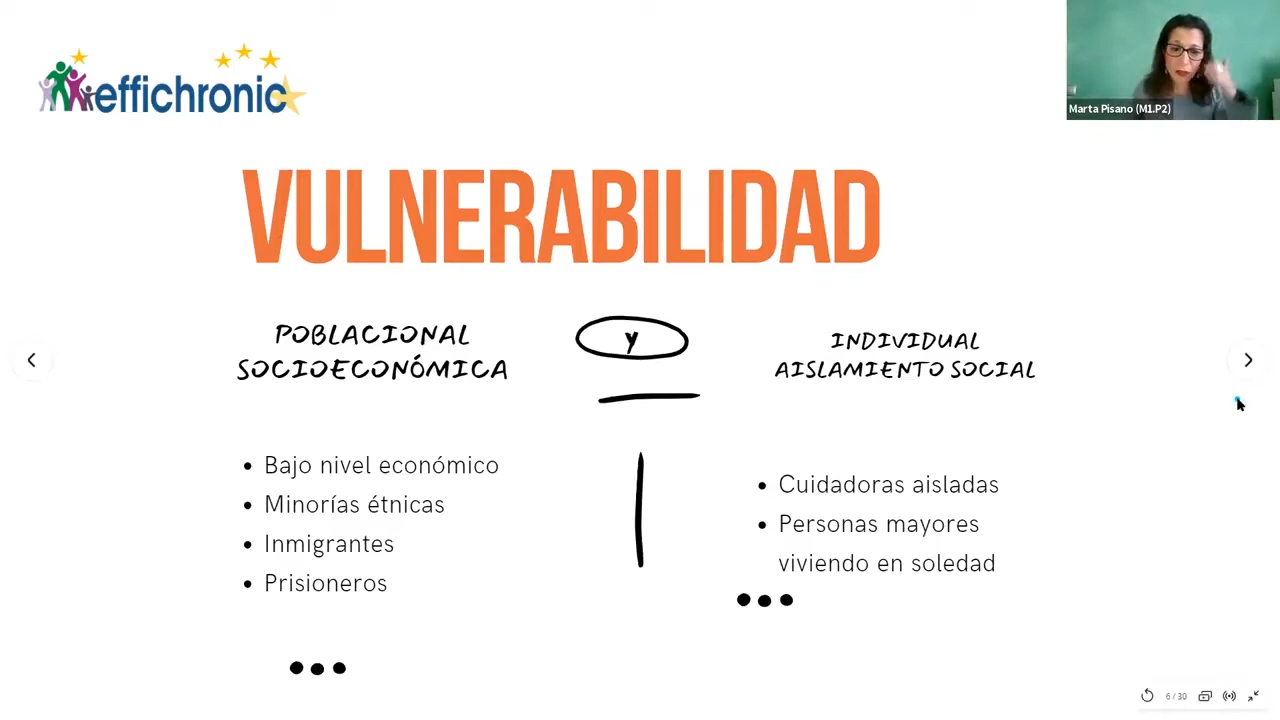 effichronic
Marta Pisano (M1.P2)
VULNERABILIDAD
POBLACIONAL
SOCIOECONÓMICA
y
INDIVIDUAL
AISLAMIENTO SOCIAL
• Bajo nivel económico
• Minorías étnicas
• Inmigrantes
• Prisioneros
• Cuidadoras aisladas
• Personas mayores
viviendo en soledad
•••
•••
6 / 30